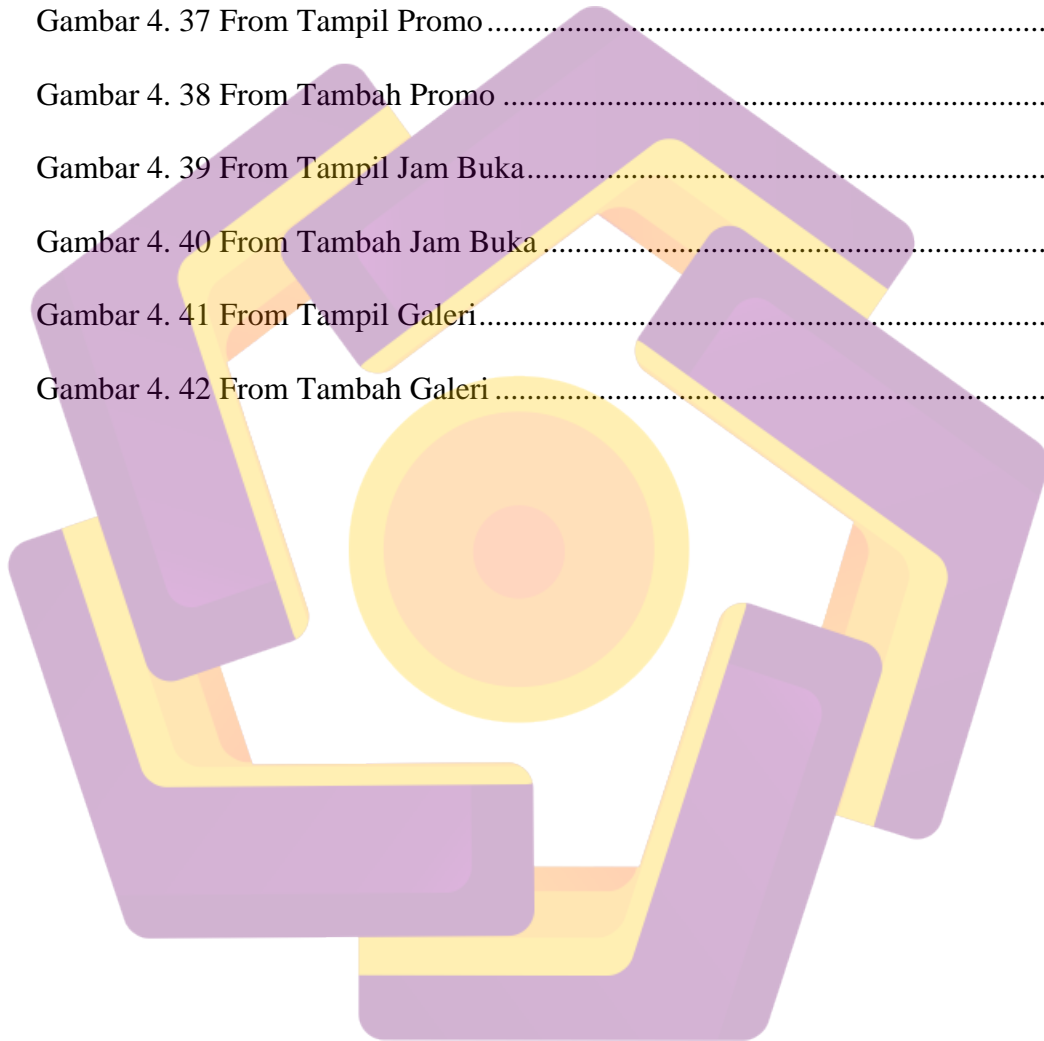 Gambar 4. 37 From Tampil Promo ........................................................................
Gambar 4. 38 From Tambah Promo ......................................................................
Gambar 4. 39 From Tampil Jam Buka...................................................................
Gambar 4. 40 From Tambah Jam Buka .................................................................
Gambar 4. 41 From Tampil Galeri.........................................................................
Gambar 4. 42 From Tambah Galeri .......................................................................